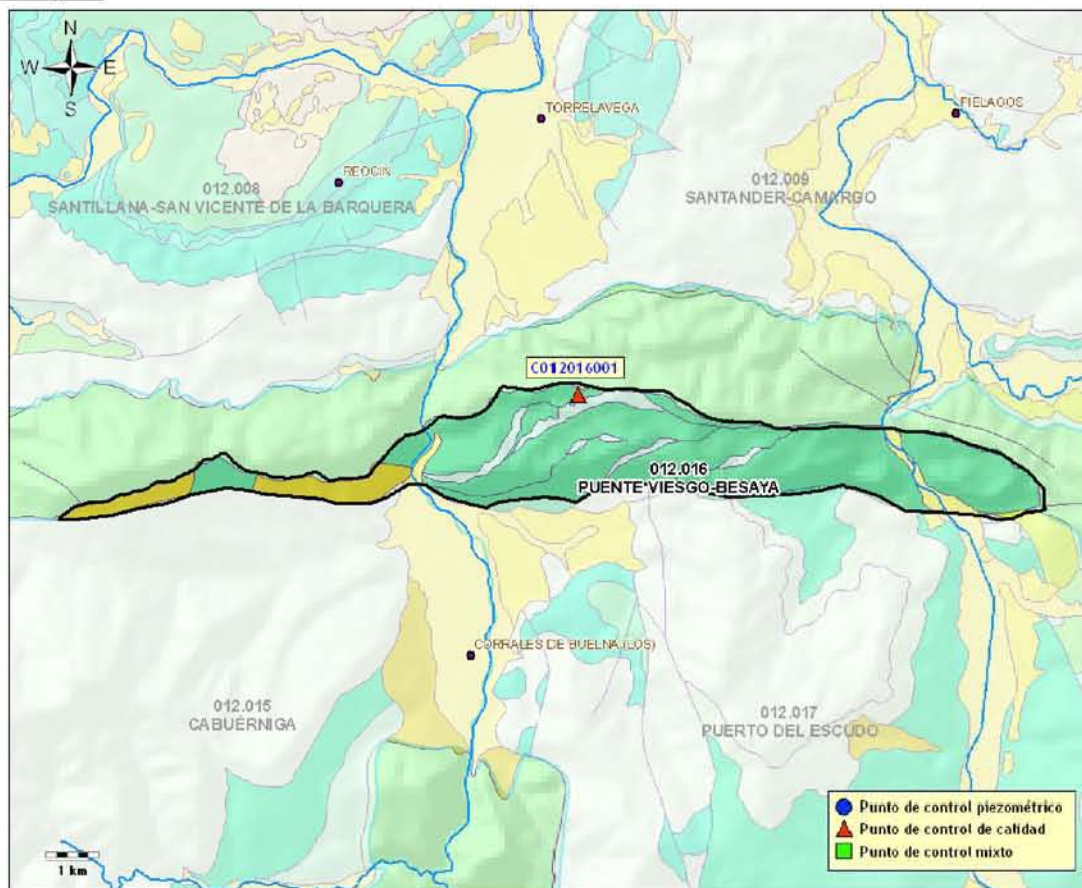 N
W E
S
TORRELAVEGA
PIELAGOS
REOCIN
012.008
SANTILLANA-SAN VICENTE DE LA BARQUERA
012.009
SANTANDER-CAMARGO
C012016001
012.016
PUENTE VIESGO-BESAYA
CORRALES DE BUELNA (LOS)
012.015
CABUÉRNIGA
012.017
PUERTO DEL ESCUDO
Punto de control piezométrico
Punto de control de calidad
Punto de control mixto
1 km